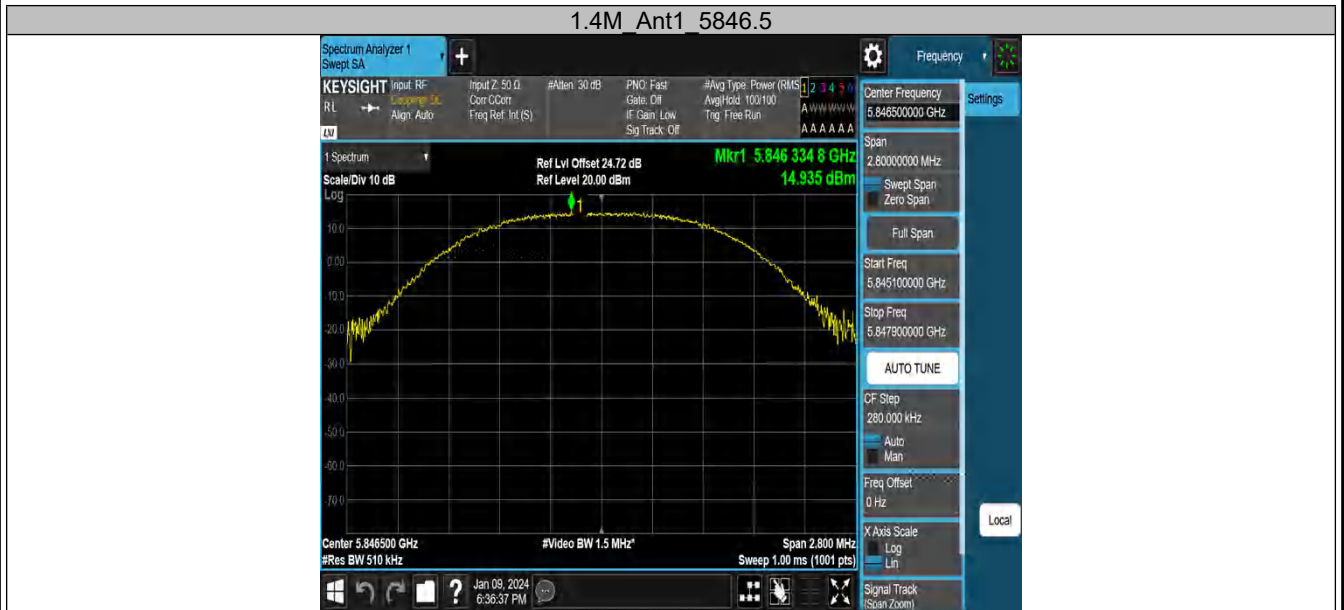 1.4M_Ant1_5846.5
Spectrum Analyzer 1
Swept SA
+
Frequency
KEYSIGHT
RL
LXI
Input: RF
Coupling: DC
Align: Auto
Input Z: 50 Ω
Corr CCorr
Freq Ref: Int (S)
#Atten: 30 dB
PNO: Fast
Gate: Off
IF Gain: Low
Sig Track: Off
#Avg Type: Power (RMS
Avg|Hold: 100/100
Trig: Free Run
1 2 3 4 5 6
A W W W W W
A A A A A A
1 Spectrum
Scale/Div 10 dB
Log
Ref Lvl Offset 24.72 dB
Ref Level 20.00 dBm
Mkr1 5.846 334 8 GHz
14.935 dBm
1
10.0
0.00
-10.0
-20.0
-30.0
-40.0
-50.0
-60.0
-70.0
Center 5.846500 GHz
#Res BW 510 kHz
#Video BW 1.5 MHz*
Span 2.800 MHz
Sweep 1.00 ms (1001 pts)
?
Jan 09, 2024
6:36:37 PM
Center Frequency
5.846500000 GHz
Settings
Span
2.80000000 MHz
Swept Span
Zero Span
Full Span
Start Freq
5.845100000 GHz
Stop Freq
5.847900000 GHz
AUTO TUNE
CF Step
280.000 kHz
Auto
Man
Freq Offset
0 Hz
X Axis Scale
Log
Lin
Local
Signal Track
(Span Zoom)